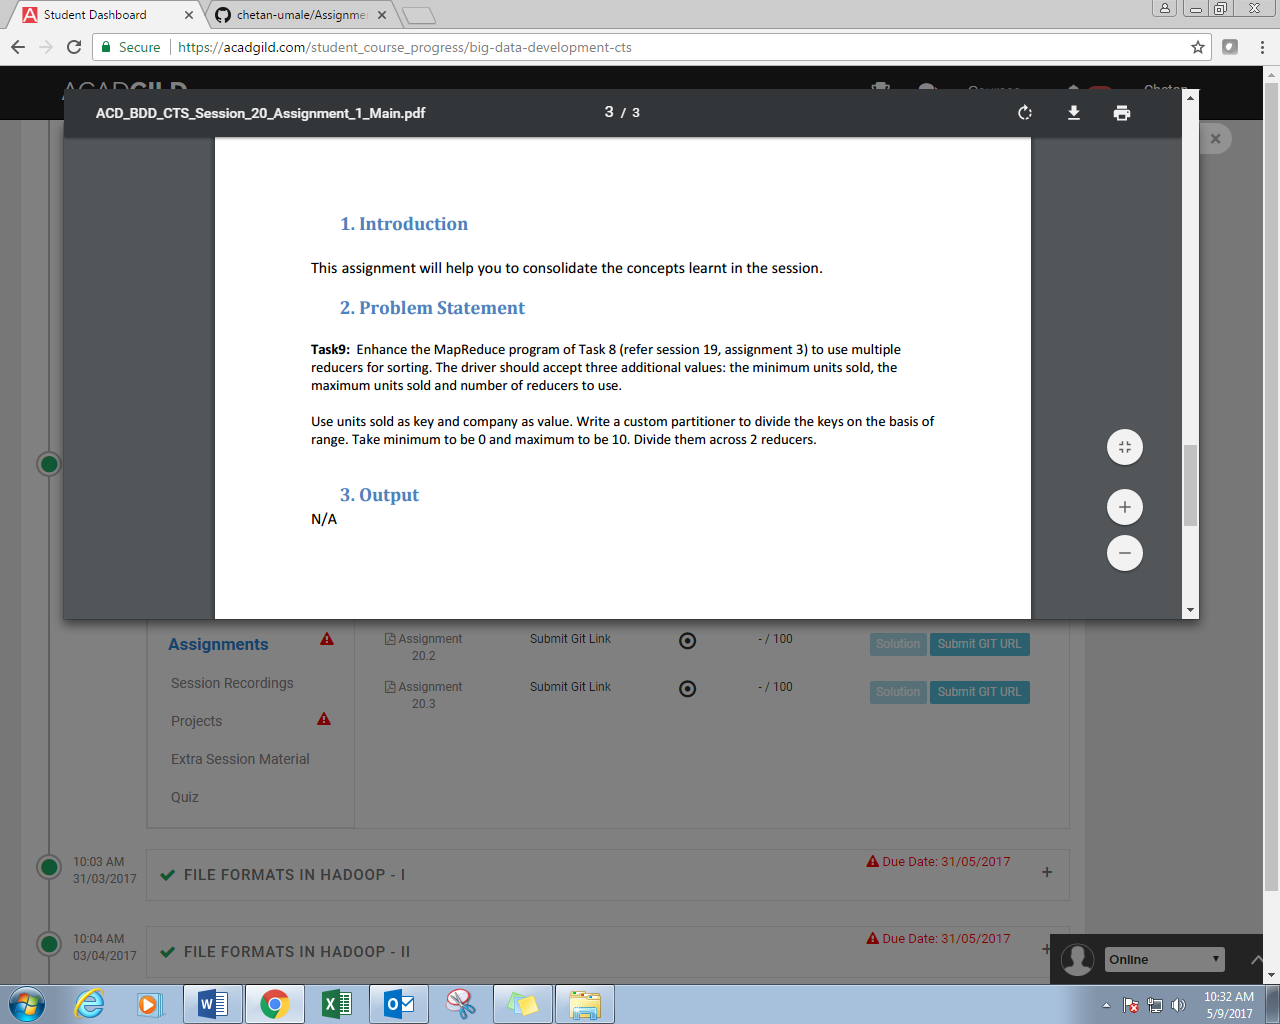 Student Dashboard
chetan-umale/Assignme
Secure
https://acadgild.com/student_course_progress/big-data-development-cts
ACADGILD
ACD_BDD_CTS_Session_20_Assignment_1_Main.pdf
3 / 3
1. Introduction
This assignment will help you to consolidate the concepts learnt in the session.
2. Problem Statement
Task9: Enhance the MapReduce program of Task 8 (refer session 19, assignment 3) to use multiple
reducers for sorting. The driver should accept three additional values: the minimum units sold, the
maximum units sold and number of reducers to use.
Use units sold as key and company as value. Write a custom partitioner to divide the keys on the basis of
range. Take minimum to be 0 and maximum to be 10. Divide them across 2 reducers.
3. Output
N/A
Assignments
Session Recordings
Projects
Extra Session Material
Quiz
Assignment
20.2
Submit Git Link
- / 100
Solution
Submit GIT URL
Assignment
20.3
Submit Git Link
- / 100
Solution
Submit GIT URL
10:03 AM
31/03/2017
FILE FORMATS IN HADOOP - I
Due Date: 31/05/2017
10:04 AM
03/04/2017
FILE FORMATS IN HADOOP - II
Due Date: 31/05/2017
Online
10:32 AM
5/9/2017